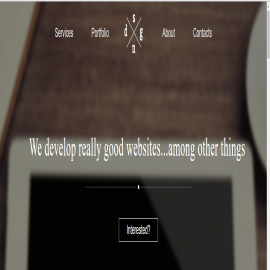 s
Services Portfolio d g About Contacts
n
We develop really good websites...among other things
Interested?